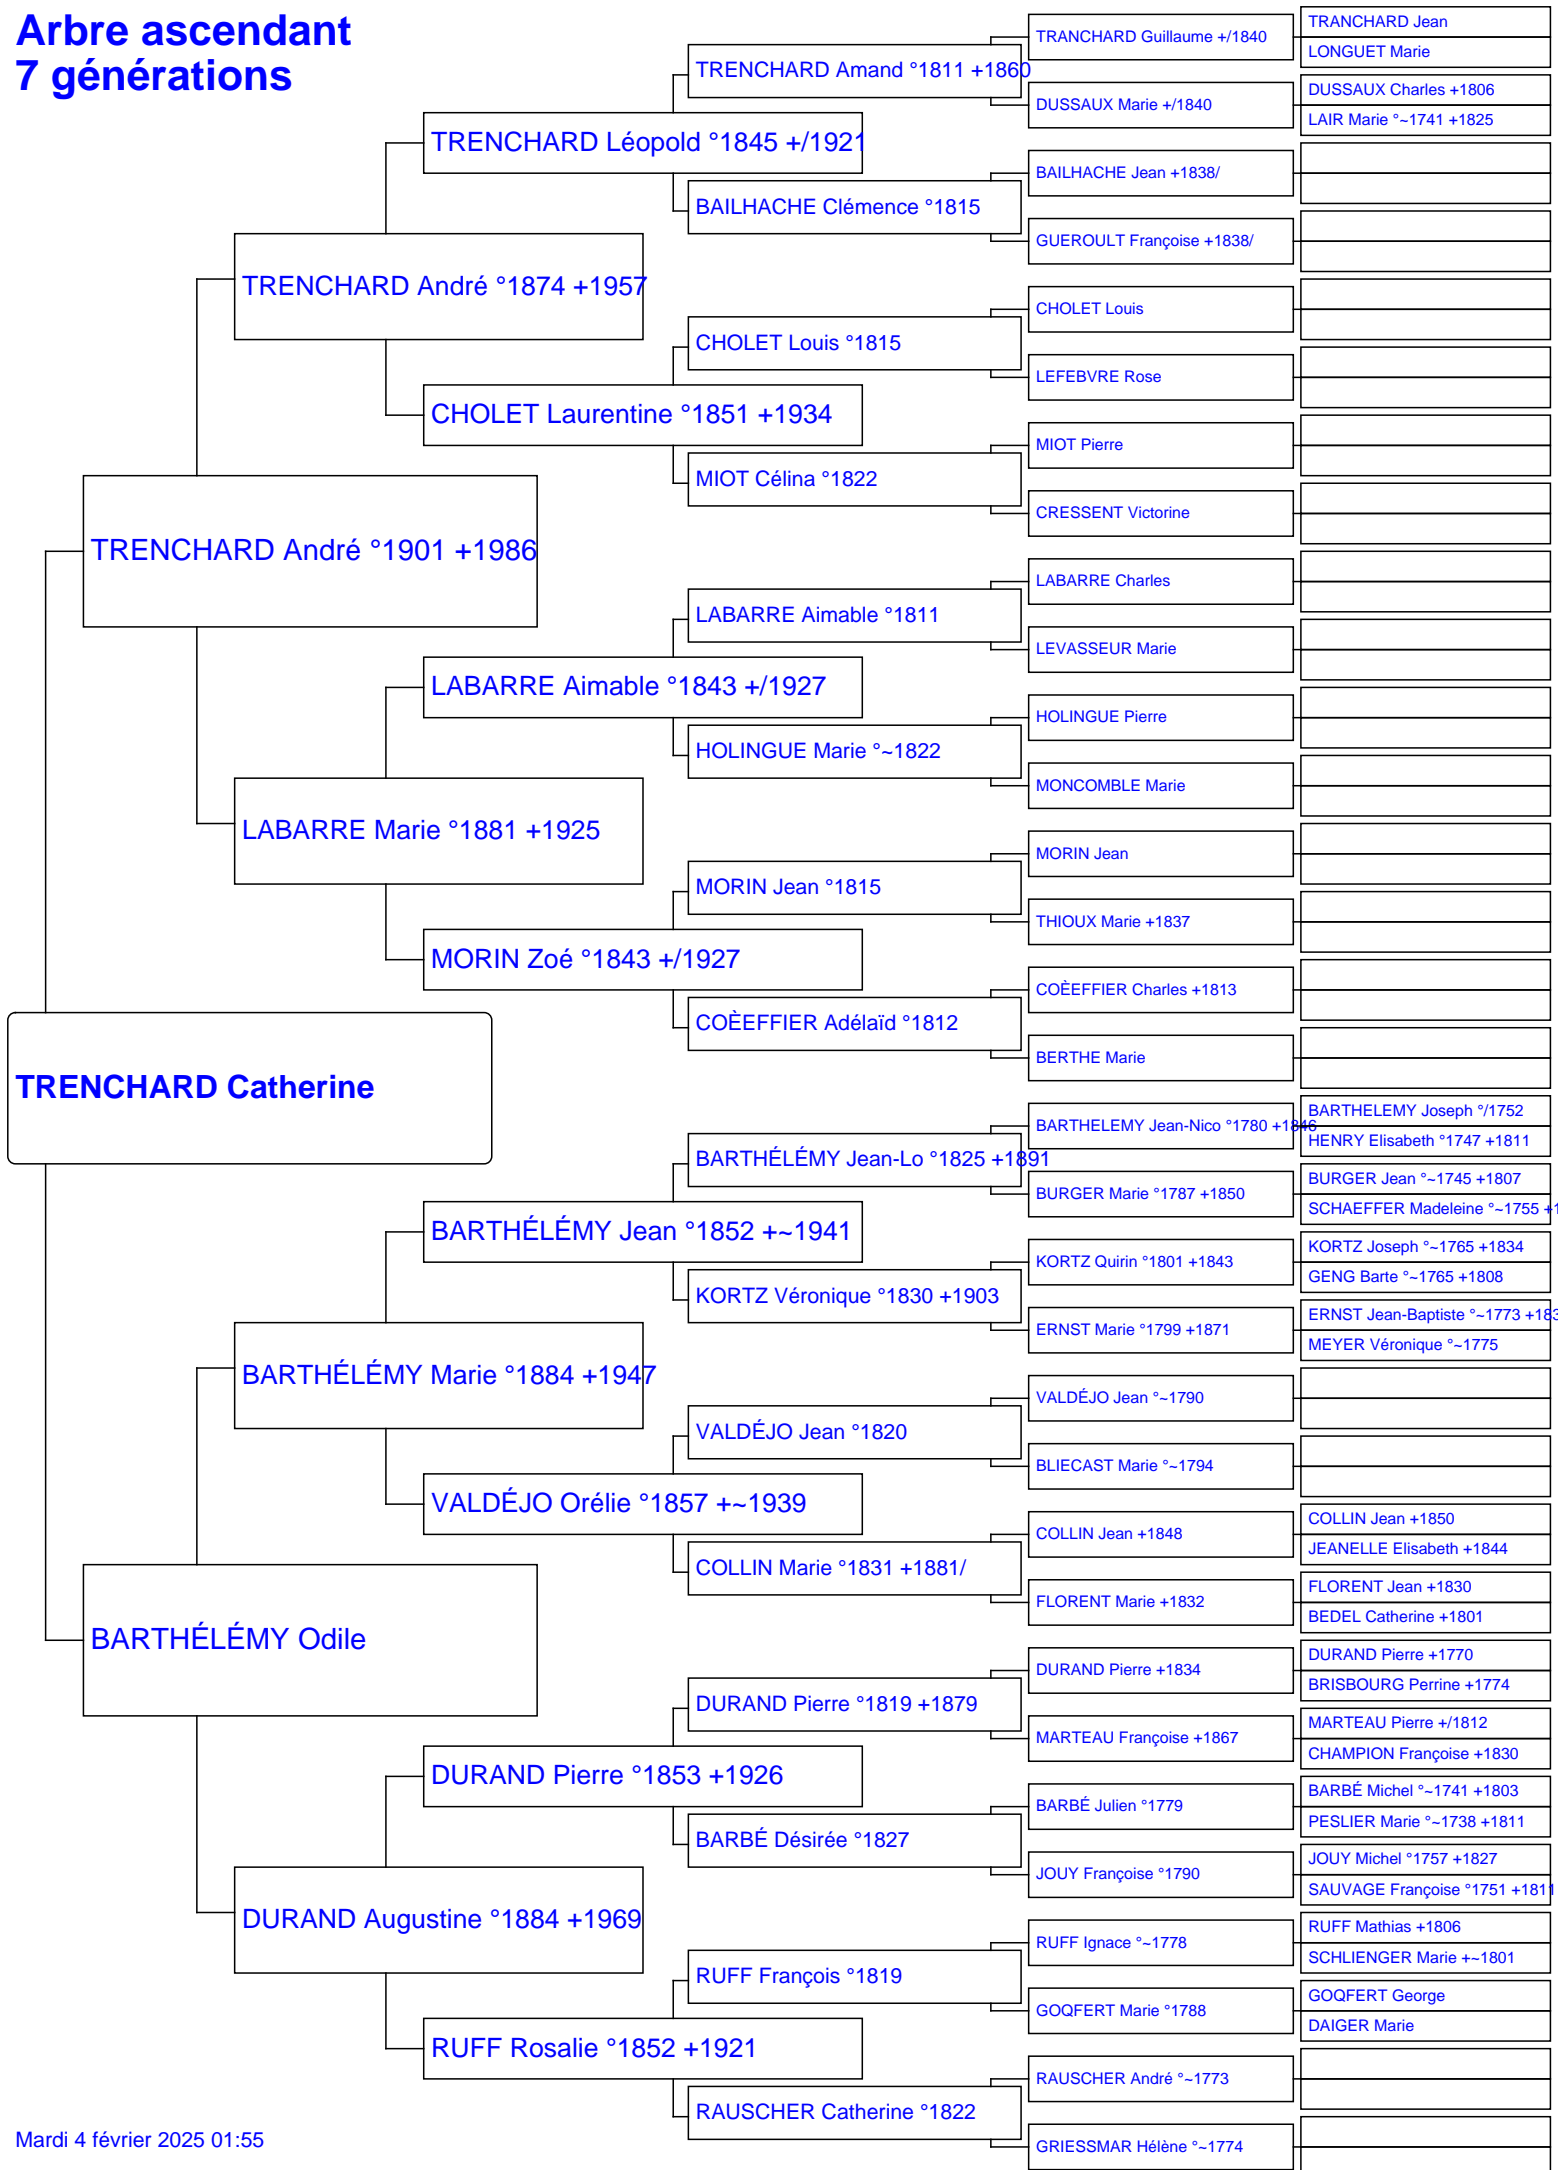 Arbre ascendant
7 générations
TRENCHARD Catherine
TRENCHARD André °1901 +1986
BARTHÉLÉMY Odile
TRENCHARD André °1874 +1957
LABARRE Marie °1881 +1925
BARTHÉLÉMY Marie °1884 +1947
DURAND Augustine °1884 +1969
TRENCHARD Léopold °1845 +/1921
CHOLET Laurentine °1851 +1934
LABARRE Aimable °1843 +/1927
MORIN Zoé °1843 +/1927
BARTHÉLÉMY Jean °1852 +~1941
VALDÉJO Orélie °1857 +~1939
DURAND Pierre °1853 +1926
RUFF Rosalie °1852 +1921
TRENCHARD Amand °1811 +1860
BAILHACHE Clémence °1815
CHOLET Louis °1815
MIOT Célina °1822
LABARRE Aimable °1811
HOLINGUE Marie °~1822
MORIN Jean °1815
COÈEFFIER Adélaïd °1812
BARTHÉLÉMY Jean-Lo °1825 +1891
KORTZ Véronique °1830 +1903
VALDÉJO Jean °1820
COLLIN Marie °1831 +1881/
DURAND Pierre °1819 +1879
BARBÉ Désirée °1827
RUFF François °1819
RAUSCHER Catherine °1822
TRANCHARD Guillaume +/1840
DUSSAUX Marie +/1840
BAILHACHE Jean +1838/
GUEROULT Françoise +1838/
CHOLET Louis
LEFEBVRE Rose
MIOT Pierre
CRESSENT Victorine
LABARRE Charles
LEVASSEUR Marie
HOLINGUE Pierre
MONCOMBLE Marie
MORIN Jean
THIOUX Marie +1837
COÈEFFIER Charles +1813
BERTHE Marie
BARTHELEMY Jean-Nico °1780 +1846
BURGER Marie °1787 +1850
KORTZ Quirin °1801 +1843
ERNST Marie °1799 +1871
VALDÉJO Jean °~1790
BLIECAST Marie °~1794
COLLIN Jean +1848
FLORENT Marie +1832
DURAND Pierre +1834
MARTEAU Françoise +1867
BARBÉ Julien °1779
JOUY Françoise °1790
RUFF Ignace °~1778
GOQFERT Marie °1788
RAUSCHER André °~1773
GRIESSMAR Hélène °~1774
TRANCHARD Jean
LONGUET Marie
DUSSAUX Charles +1806
LAIR Marie °~1741 +1825
BARTHELEMY Joseph °/1752
HENRY Elisabeth °1747 +1811
BURGER Jean °~1745 +1807
SCHAEFFER Madeleine °~1755 +1
KORTZ Joseph °~1765 +1834
GENG Barte °~1765 +1808
ERNST Jean-Baptiste °~1773 +183
MEYER Véronique °~1775
COLLIN Jean +1850
JEANELLE Elisabeth +1844
FLORENT Jean +1830
BEDEL Catherine +1801
DURAND Pierre +1770
BRISBOURG Perrine +1774
MARTEAU Pierre +/1812
CHAMPION Françoise +1830
BARBÉ Michel °~1741 +1803
PESLIER Marie °~1738 +1811
JOUY Michel °1757 +1827
SAUVAGE Françoise °1751 +1811
RUFF Mathias +1806
SCHLIENGER Marie +~1801
GOQFERT George
DAIGER Marie
Mardi 4 février 2025 01:55